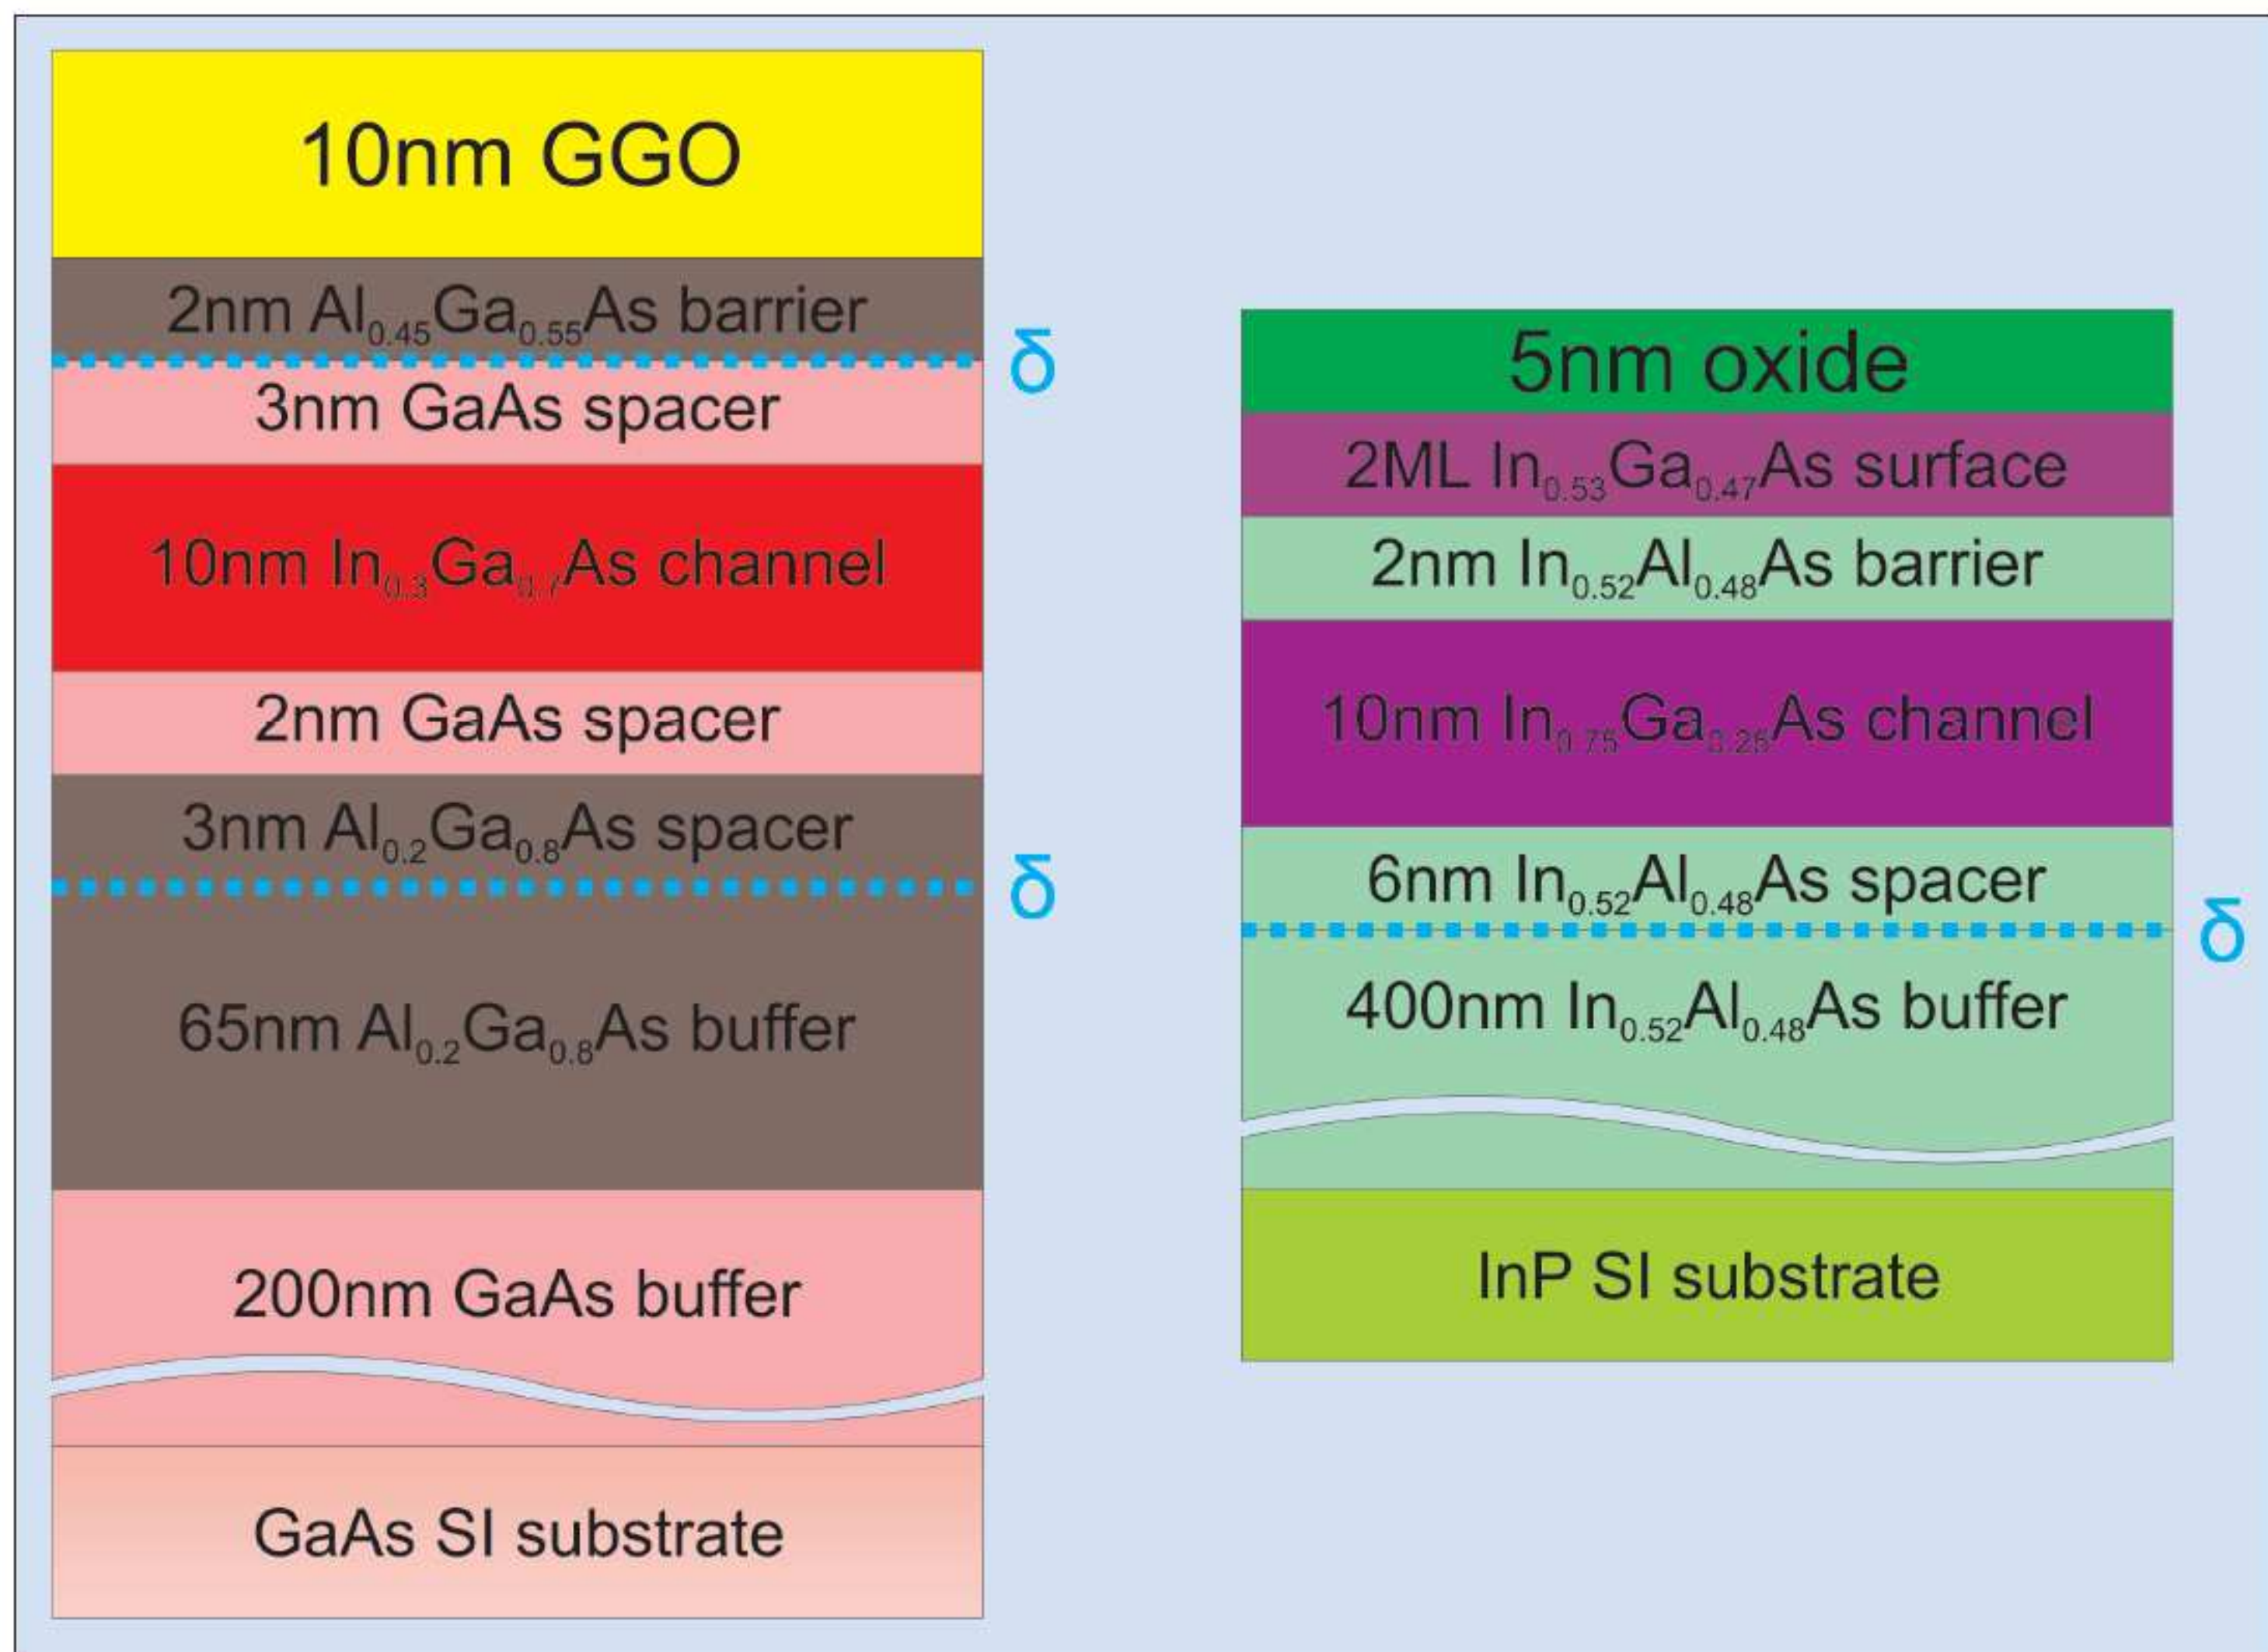 10nm GGO
2nm Al0.45Ga0.55As barrier
δ
3nm GaAs spacer
10nm In0.3Ga0.7As channel
2nm GaAs spacer
3nm Al0.2Ga0.8As spacer
δ
65nm Al0.2Ga0.8As buffer
200nm GaAs buffer
GaAs SI substrate
5nm oxide
2ML In0.53Ga0.47As surface
2nm In0.52Al0.48As barrier
10nm In0.75Ga0.25As channel
6nm In0.52Al0.48As spacer
δ
400nm In0.52Al0.48As buffer
InP SI substrate